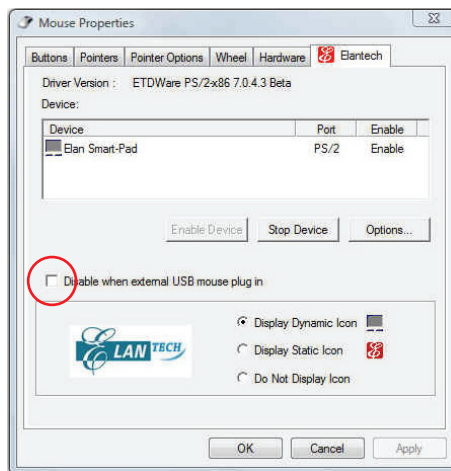 Mouse Properties
Buttons Pointers Pointer Options Wheel Hardware Elantech
Driver Version : ETDWare PS/2-x86 7.0.4.3 Beta
Device:
Device Port Enable
Elan Smart-Pad PS/2 Enable
Enable Device Stop Device Options...
Disable when external USB mouse plug in
ELANTECH
Display Dynamic Icon
Display Static Icon
Do Not Display Icon
OK Cancel Apply